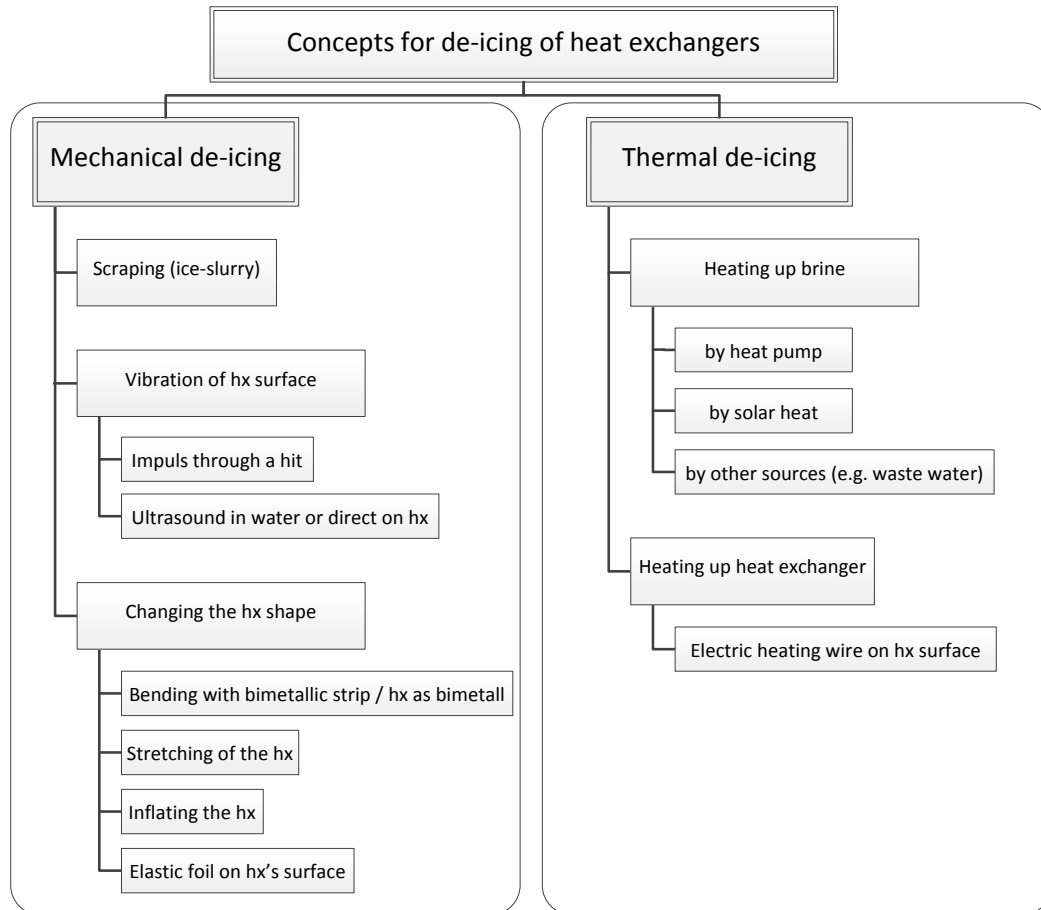 Concepts for de-icing of heat exchangers
Mechanical de-icing
Scraping (ice-slurry)
Vibration of hx surface
Impuls through a hit
Ultrasound in water or direct on hx
Changing the hx shape
Bending with bimetallic strip / hx as bimetall
Stretching of the hx
Inflating the hx
Elastic foil on hx’s surface
Thermal de-icing
Heating up brine
by heat pump
by solar heat
by other sources (e.g. waste water)
Heating up heat exchanger
Electric heating wire on hx surface